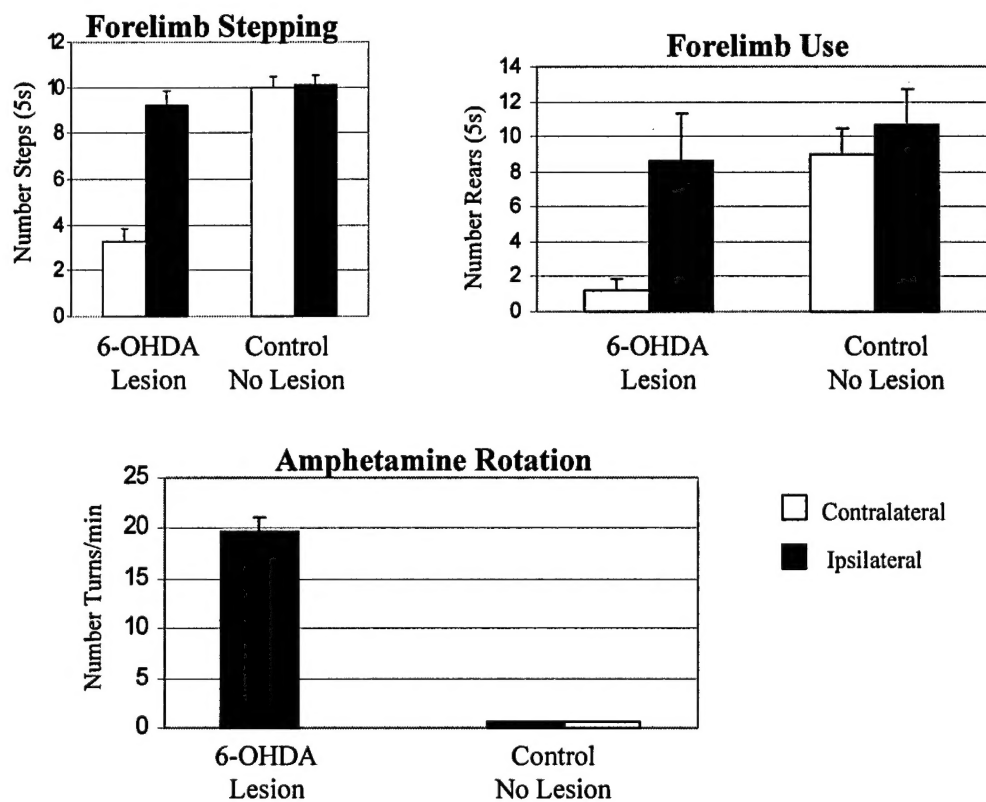 Forelimb Stepping
12
10
8
6
4
2
0
Number Steps (5s)
6-OHDA
Lesion
Control
No Lesion
Forelimb Use
14
12
10
8
6
4
2
0
Number Rears (5s)
6-OHDA
Lesion
Control
No Lesion
Amphetamine Rotation
25
20
15
10
5
0
Number Turns/min
6-OHDA
Lesion
Control
No Lesion
Contralateral
Ipsilateral